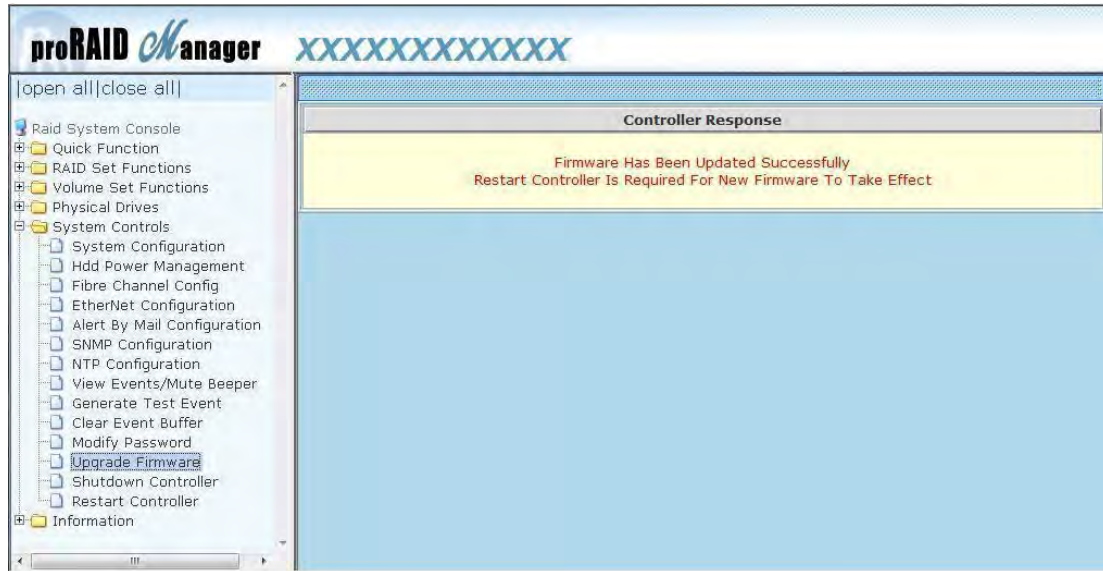 proRAID Manager XXXXXXXXXXXX
|open all|close all|
Raid System Console
Quick Function
RAID Set Functions
Volume Set Functions
Physical Drives
System Controls
System Configuration
Hdd Power Management
Fibre Channel Config
EtherNet Configuration
Alert By Mail Configuration
SNMP Configuration
NTP Configuration
View Events/Mute Beeper
Generate Test Event
Clear Event Buffer
Modify Password
Upgrade Firmware
Shutdown Controller
Restart Controller
Information
Controller Response
Firmware Has Been Updated Successfully
Restart Controller Is Required For New Firmware To Take Effect